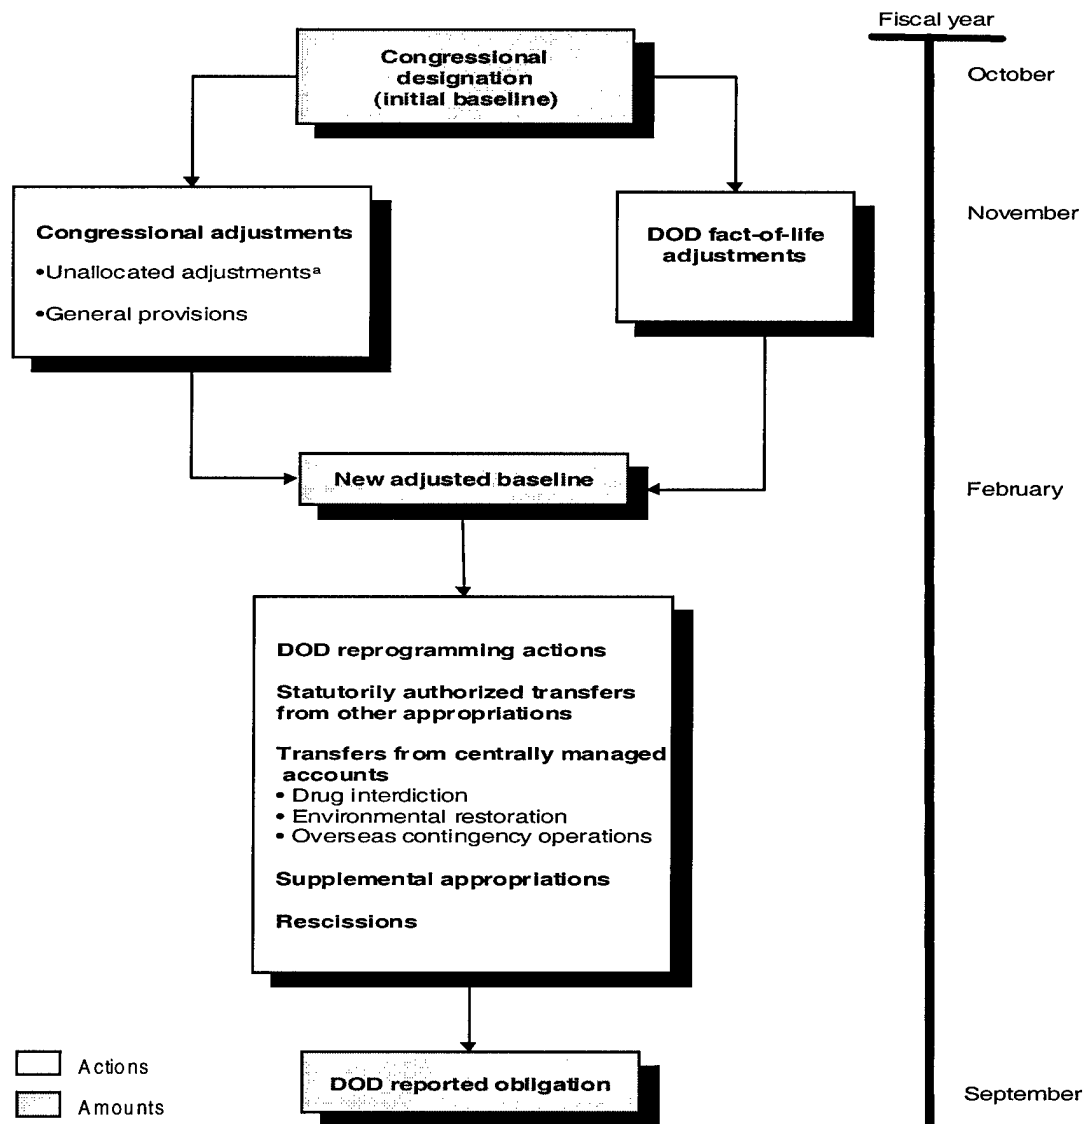 Fiscal year
Congressional
designation
(initial baseline)
October
Congressional adjustments
•Unallocated adjustmentsª
•General provisions
DOD fact-of-life
adjustments
November
New adjusted baseline
February
DOD reprogramming actions
Statutorily authorized transfers
from other appropriations
Transfers from centrally managed
accounts
• Drug interdiction
• Environmental restoration
• Overseas contingency operations
Supplemental appropriations
Rescissions
DOD reported obligation
September
Actions
Amounts